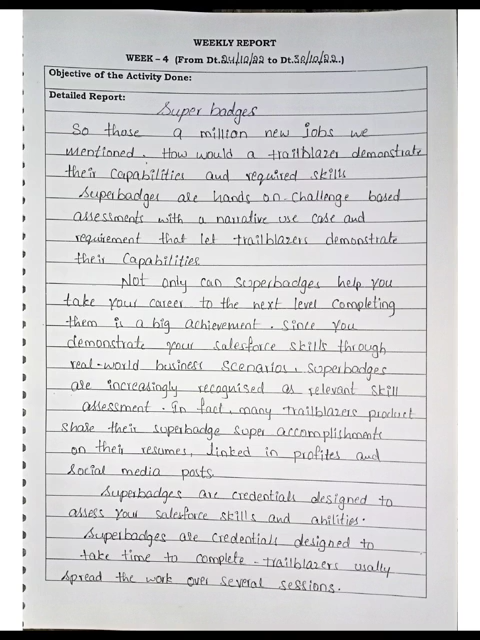 WEEKLY REPORT
WEEK – 4 (From Dt.24/10/22 to Dt.30/10/22.)
Objective of the Activity Done:
Detailed Report:
Super badges
So those 9 million new jobs we
mentioned. How would a trailblazer demonstrate
their capabilities and required skills
Superbadges are hands on-challenge based
assessments with a narrative use case and
requirement that let trailblazers demonstrate
their capabilities
Not only can superbadges help you
take your career to the next level completing
them is a big achievement. Since you
demonstrate your salesforce skills through
real-world business scenarios, superbadges
are increasingly recognised as relevant skill
assessment. In fact, many trailblazers product
share their superbadge super accomplishments
on their resumes, linked in profites and
social media posts
Superbadges are credentials designed to
assess your salesforce skills and abilities.
Superbadges are credentials designed to
take time to complete - trailblazers usally
spread the work over several sessions.